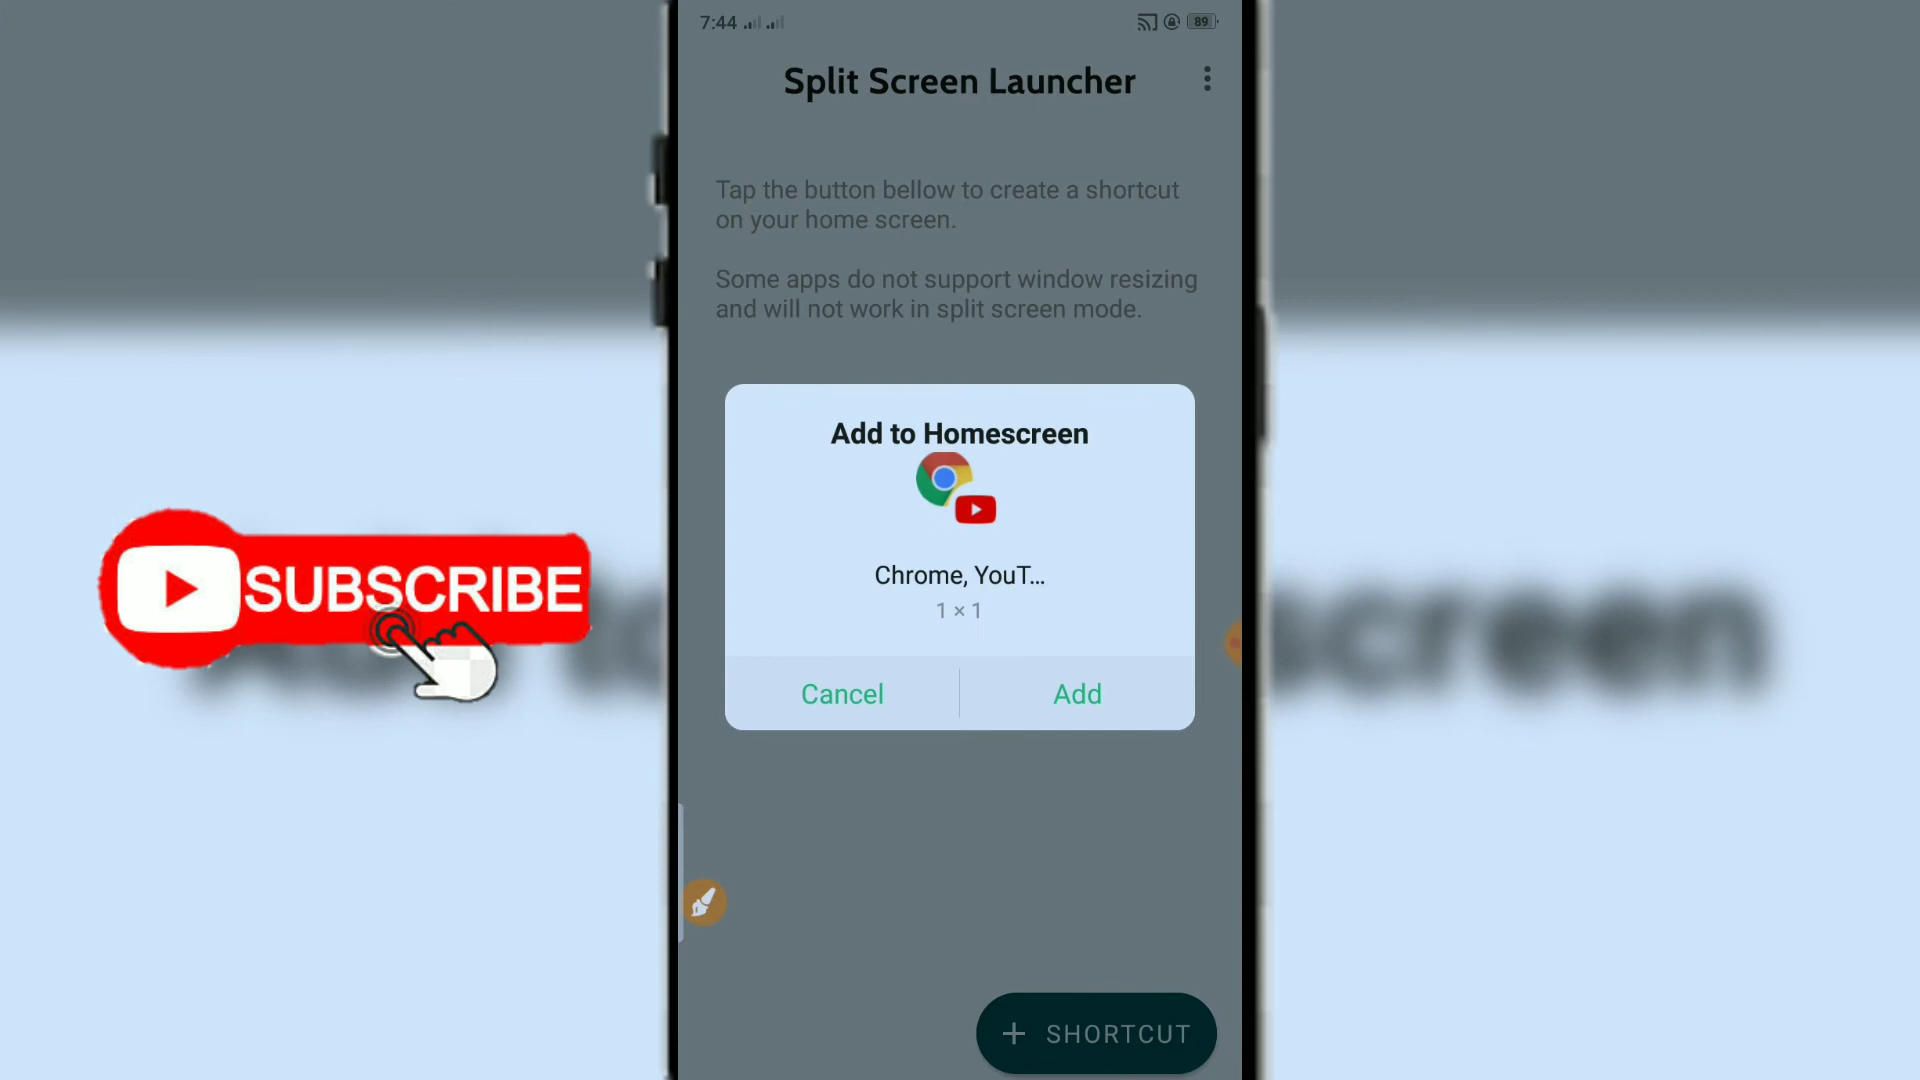 7:44
89
Split Screen Launcher
Tap the button bellow to create a shortcut
on your home screen.
Some apps do not support window resizing
and will not work in split screen mode.
Add to Homescreen
Chrome, YouT...
1 × 1
Cancel
Add
SUBSCRIBE
screen
+ SHORTCUT